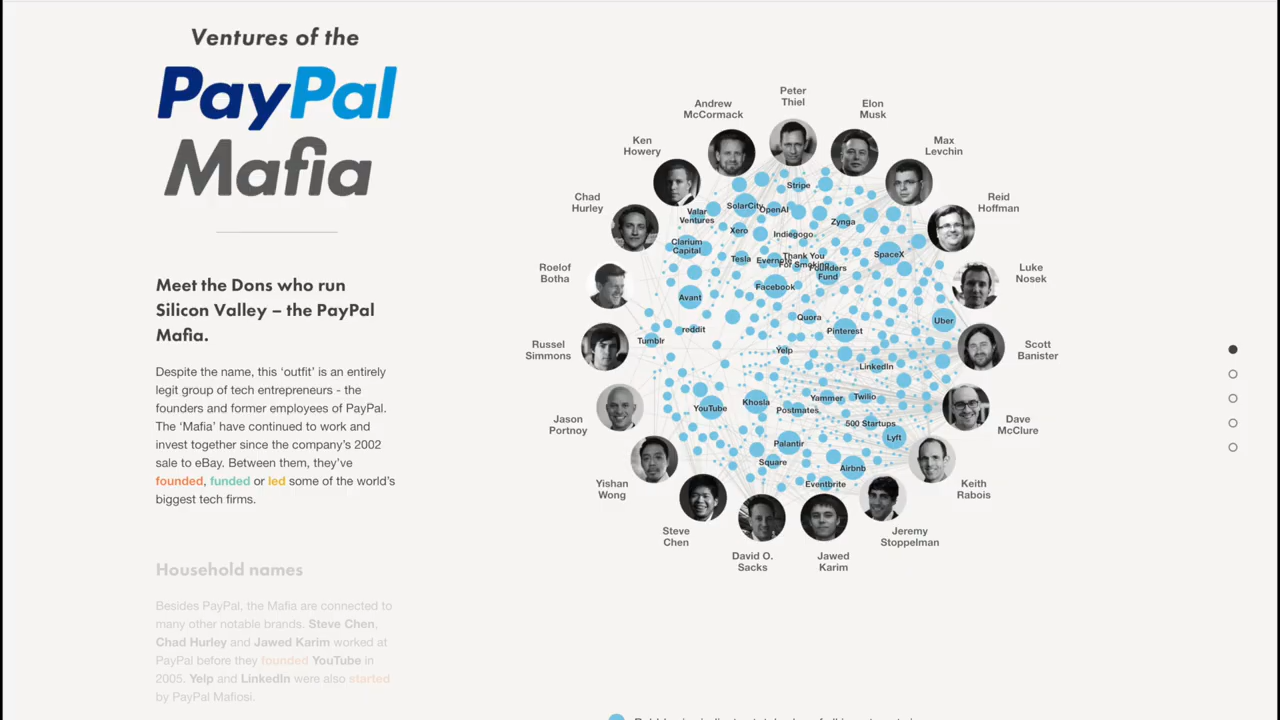 Ventures of the
PayPal
Mafia
Meet the Dons who run
Silicon Valley – the PayPal
Mafia.
Despite the name, this ‘outfit’ is an entirely
legit group of tech entrepreneurs - the
founders and former employees of PayPal.
The ‘Mafia’ have continued to work and
invest together since the company’s 2002
sale to eBay. Between them, they’ve
founded, funded or led some of the world’s
biggest tech firms.
Household names
Besides PayPal, the Mafia are connected to
many other notable brands. Steve Chen,
Chad Hurley and Jawed Karim worked at
PayPal before they founded YouTube in
2005. Yelp and LinkedIn were also started
by PayPal Mafiosi.
Peter
Thiel
Elon
Musk
Max
Levchin
Reid
Hoffman
Luke
Nosek
Scott
Banister
Dave
McClure
Keith
Rabois
Jeremy
Stoppelman
Jawed
Karim
David O.
Sacks
Steve
Chen
Yishan
Wong
Jason
Portnoy
Russel
Simmons
Roelof
Botha
Chad
Hurley
Ken
Howery
Andrew
McCormack
Stripe
SolarCity
OpenAI
Valar
Ventures
Zynga
Xero
Indiegogo
Clarium
Capital
SpaceX
Tesla
Evernote
Thank You
For Smoking
Founders
Fund
Facebook
Avant
Quora
Uber
reddit
Pinterest
Tumblr
Yelp
LinkedIn
YouTube
Khosla
Yammer
Twilio
Postmates
500 Startups
Lyft
Palantir
Square
Airbnb
Eventbrite